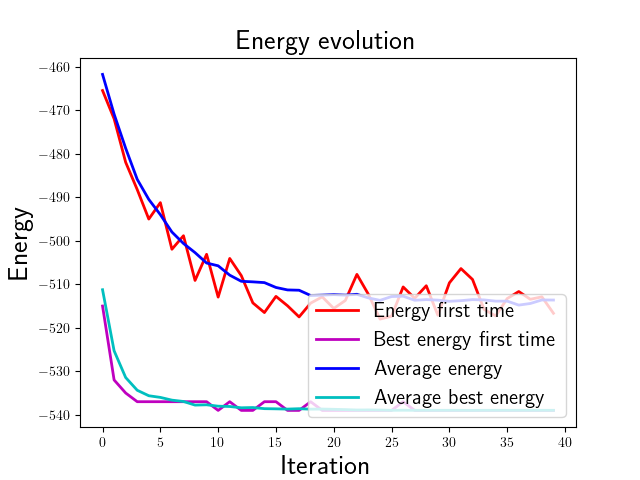 Energy evolution
Energy
−460
−470
−480
−490
−500
−510
−520
−530
−540
Energy first time
Best energy first time
Average energy
Average best energy
0 5 10 15 20 25 30 35 40
Iteration